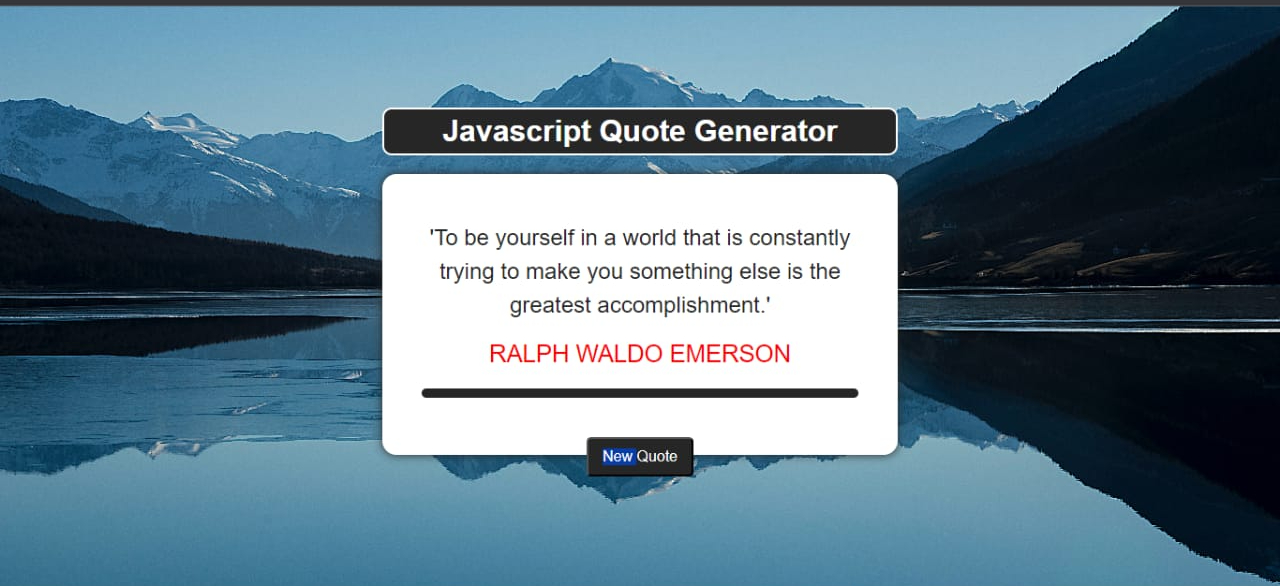 Javascript Quote Generator
'To be yourself in a world that is constantly
trying to make you something else is the
greatest accomplishment.'
RALPH WALDO EMERSON
New Quote